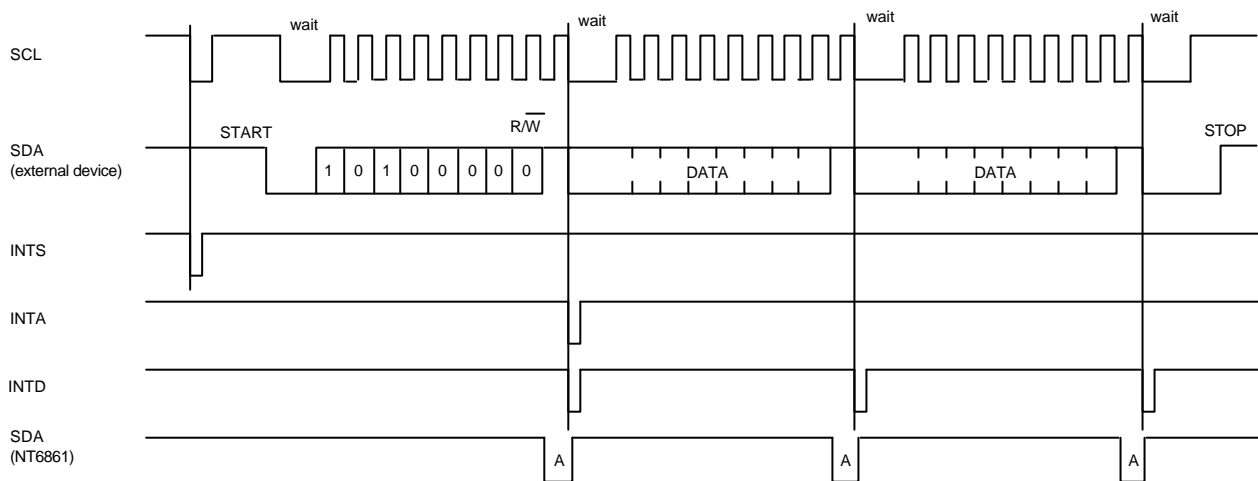 wait wait wait wait
SCL
R/W̅
START STOP
SDA
(external device)
1 0 1 0 0 0 0 0 DATA DATA
INTS
INTA
INTD
SDA
(NT6861)
A A A